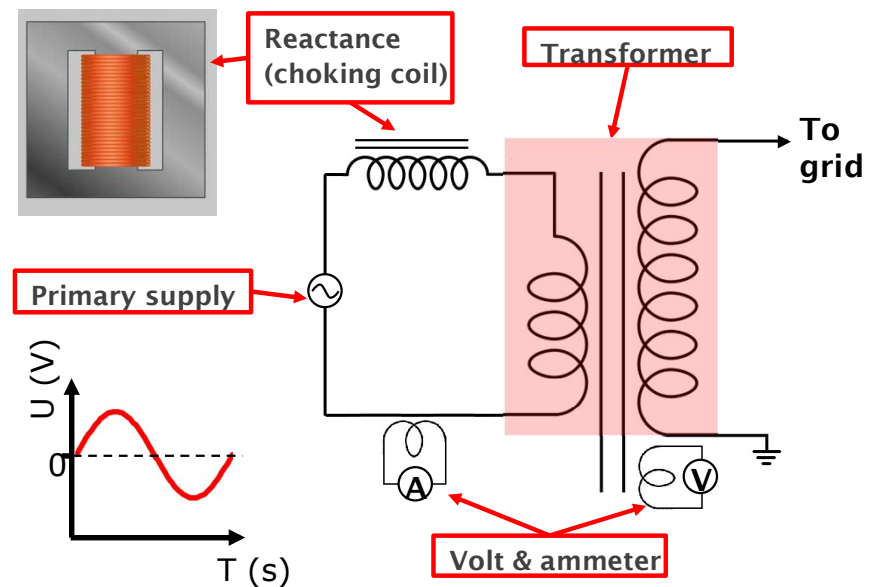 Reactance
(choking coil)
Transformer
To
grid
Primary supply
U (V)
0
T (s)
A
V
Volt & ammeter